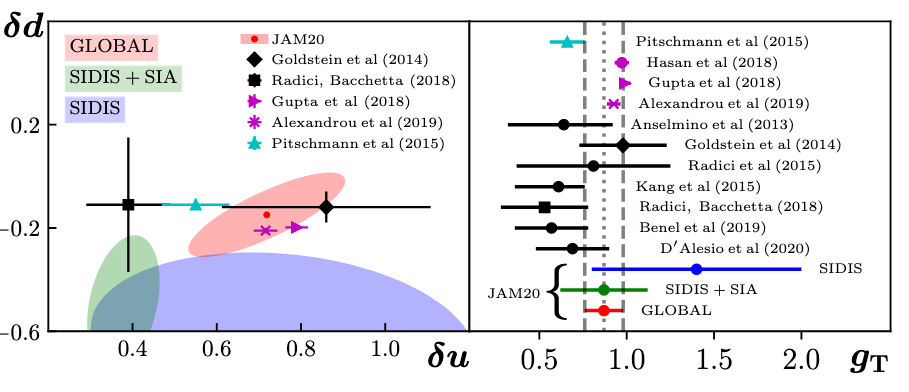 δd
GLOBAL
SIDIS + SIA
SIDIS
JAM20
Goldstein et al (2014)
Radici, Bacchetta (2018)
Gupta et al (2018)
Alexandrou et al (2019)
Pitschmann et al (2015)
0.2
−0.2
−0.6
0.4
0.6
0.8
1.0
δu
Pitschmann et al (2015)
Hasan et al (2018)
Gupta et al (2018)
Alexandrou et al (2019)
Anselmino et al (2013)
Goldstein et al (2014)
Radici et al (2015)
Kang et al (2015)
Radici, Bacchetta (2018)
Benel et al (2019)
D′Alesio et al (2020)
SIDIS
JAM20 { SIDIS + SIA
GLOBAL
0.5
1.0
1.5
2.0
gT